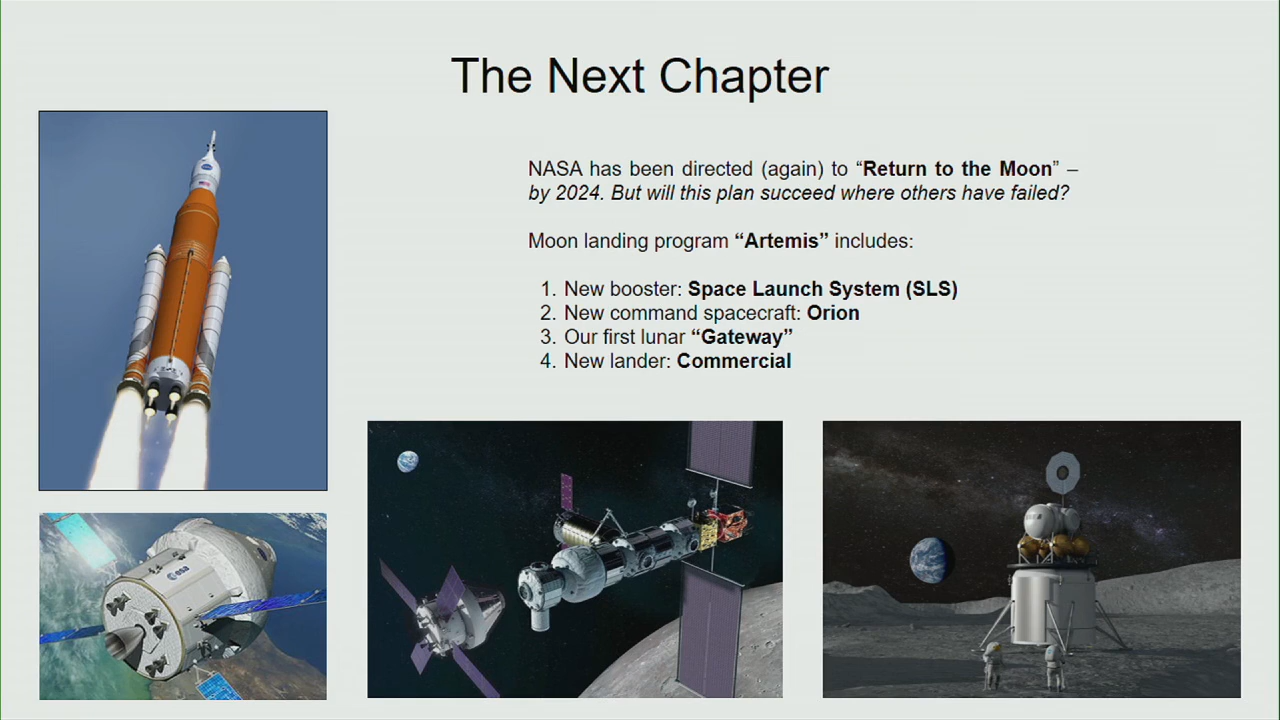 The Next Chapter
NASA has been directed (again) to “Return to the Moon” –
by 2024. But will this plan succeed where others have failed?
Moon landing program “Artemis” includes:
1. New booster: Space Launch System (SLS)
2. New command spacecraft: Orion
3. Our first lunar “Gateway”
4. New lander: Commercial
esa